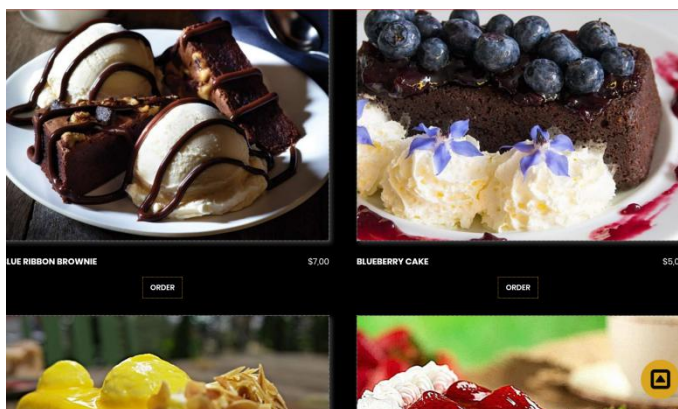 LUE RIBBON BROWNIE $7,00
BLUEBERRY CAKE $5,0
ORDER
ORDER